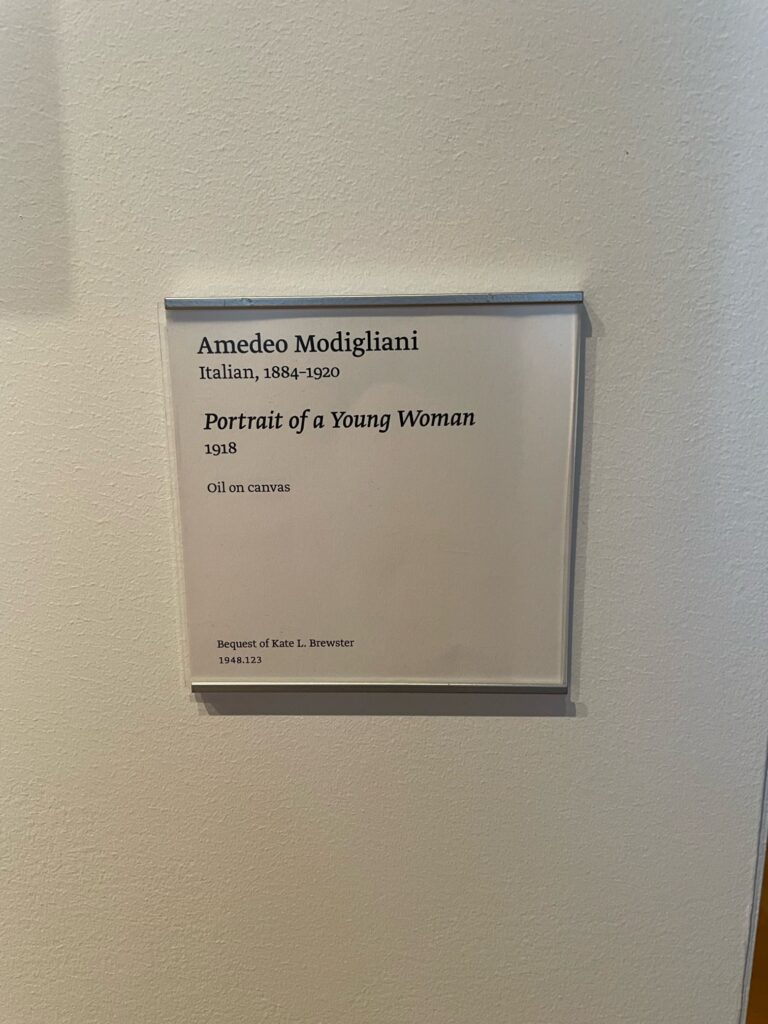 Amedeo Modigliani
Italian, 1884–1920
Portrait of a Young Woman
1918
Oil on canvas
Bequest of Kate L. Brewster
1948.123